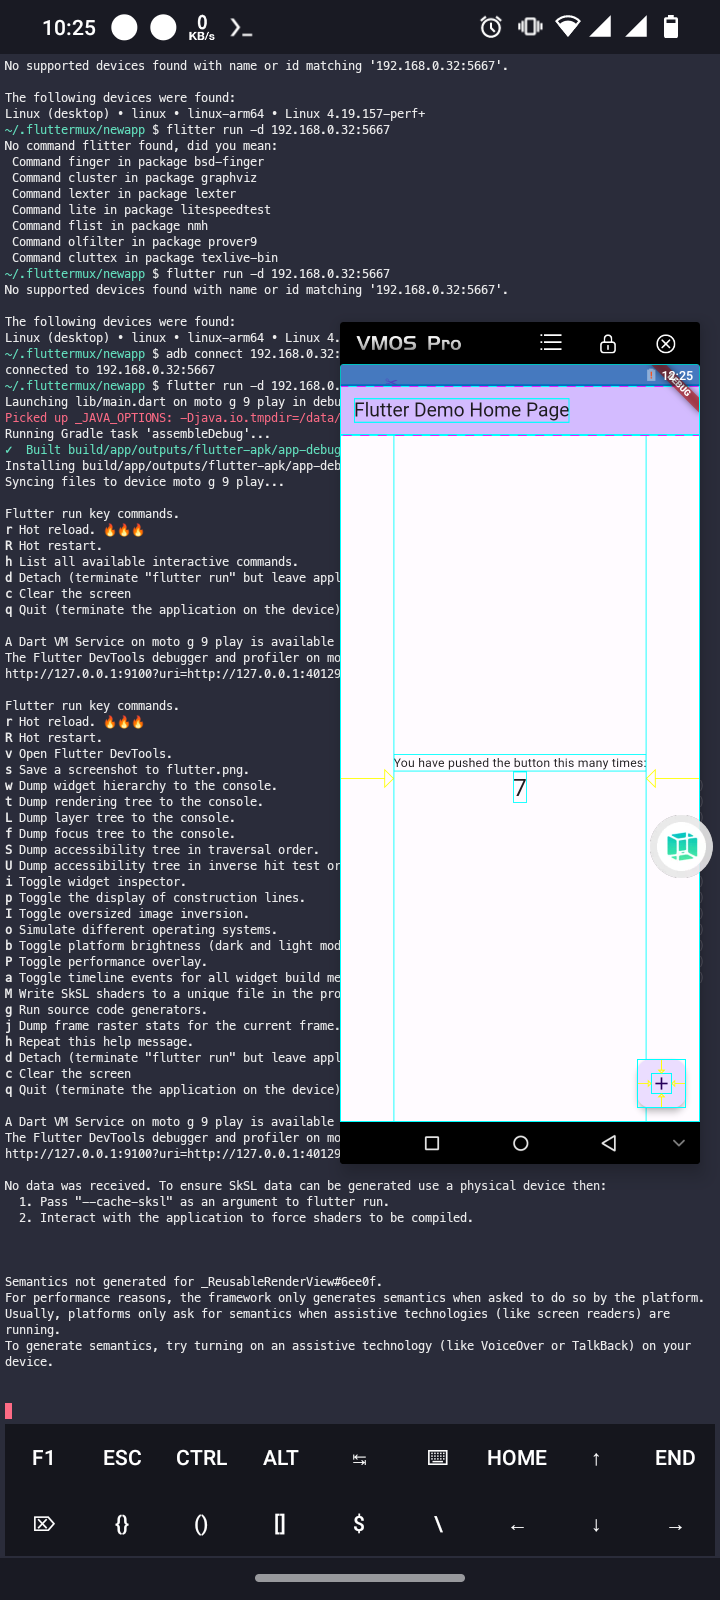 10:25
0
KB/s
No supported devices found with name or id matching '192.168.0.32:5667'.
The following devices were found:
Linux (desktop) • linux • linux-arm64 • Linux 4.19.157-perf+
~/.fluttermux/newapp $ flitter run -d 192.168.0.32:5667
No command flitter found, did you mean:
Command finger in package bsd-finger
Command cluster in package graphviz
Command lexter in package lexter
Command lite in package litespeedtest
Command flist in package nmh
Command olfilter in package prover9
Command cluttex in package texlive-bin
~/.fluttermux/newapp $ flutter run -d 192.168.0.32:5667
No supported devices found with name or id matching '192.168.0.32:5667'.
The following devices were found:
Linux (desktop) • linux • linux-arm64 • Linux 4.
~/.fluttermux/newapp $ adb connect 192.168.0.32:
connected to 192.168.0.32:5667
~/.fluttermux/newapp $ flutter run -d 192.168.0.
Launching lib/main.dart on moto g 9 play in debu
Picked up _JAVA_OPTIONS: -Djava.io.tmpdir=/data/
Running Gradle task 'assembleDebug'...
✓ Built build/app/outputs/flutter-apk/app-debug
Installing build/app/outputs/flutter-apk/app-deb
Syncing files to device moto g 9 play...
Flutter run key commands.
r Hot reload. 🔥🔥🔥
R Hot restart.
h List all available interactive commands.
d Detach (terminate "flutter run" but leave appl
c Clear the screen
q Quit (terminate the application on the device)
A Dart VM Service on moto g 9 play is available
The Flutter DevTools debugger and profiler on mo
http://127.0.0.1:9100?uri=http://127.0.0.1:40129
Flutter run key commands.
r Hot reload. 🔥🔥🔥
R Hot restart.
v Open Flutter DevTools.
s Save a screenshot to flutter.png.
w Dump widget hierarchy to the console.
t Dump rendering tree to the console.
L Dump layer tree to the console.
f Dump focus tree to the console.
S Dump accessibility tree in traversal order.
U Dump accessibility tree in inverse hit test or
i Toggle widget inspector.
p Toggle the display of construction lines.
I Toggle oversized image inversion.
o Simulate different operating systems.
b Toggle platform brightness (dark and light mod
P Toggle performance overlay.
a Toggle timeline events for all widget build me
M Write SkSL shaders to a unique file in the pro
g Run source code generators.
j Dump frame raster stats for the current frame.
h Repeat this help message.
d Detach (terminate "flutter run" but leave appl
c Clear the screen
q Quit (terminate the application on the device)
A Dart VM Service on moto g 9 play is available
The Flutter DevTools debugger and profiler on mo
http://127.0.0.1:9100?uri=http://127.0.0.1:40129
No data was received. To ensure SkSL data can be generated use a physical device then:
1. Pass "--cache-sksl" as an argument to flutter run.
2. Interact with the application to force shaders to be compiled.
Semantics not generated for _ReusableRenderView#6ee0f.
For performance reasons, the framework only generates semantics when asked to do so by the platform.
Usually, platforms only ask for semantics when assistive technologies (like screen readers) are
running.
To generate semantics, try turning on an assistive technology (like VoiceOver or TalkBack) on your
device.
VMOS Pro
12:25
DEBUG
Flutter Demo Home Page
You have pushed the button this many times:
7
+
F1 ESC CTRL ALT ↹ ⌨ HOME ↑ END
⌦ {} () [] $ \ ← ↓ →